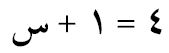 س + ١ = ٤